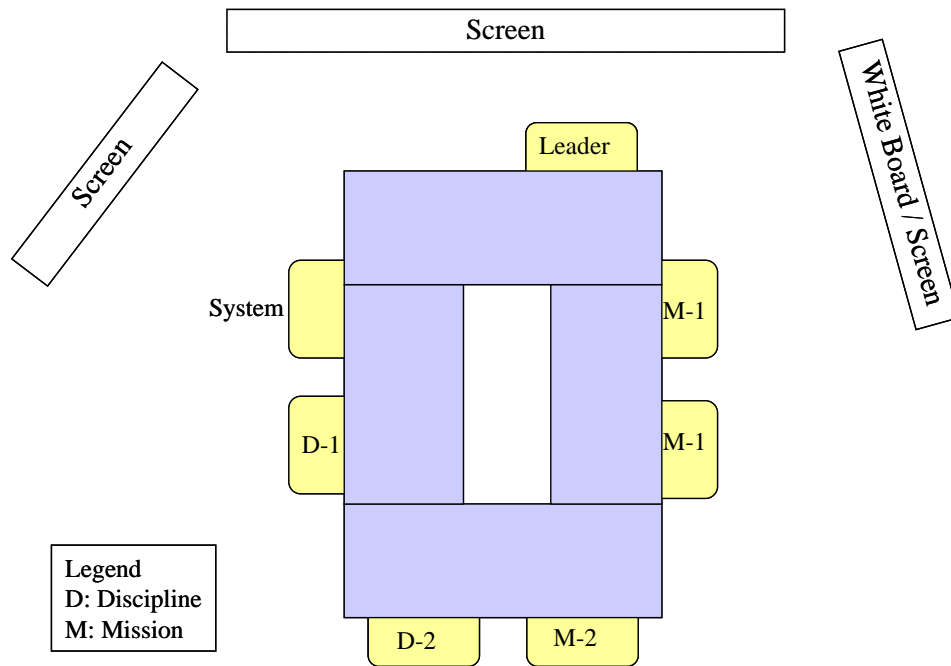 Screen
Screen
White Board / Screen
Leader
System
M-1
D-1
M-1
Legend
D: Discipline
M: Mission
D-2
M-2